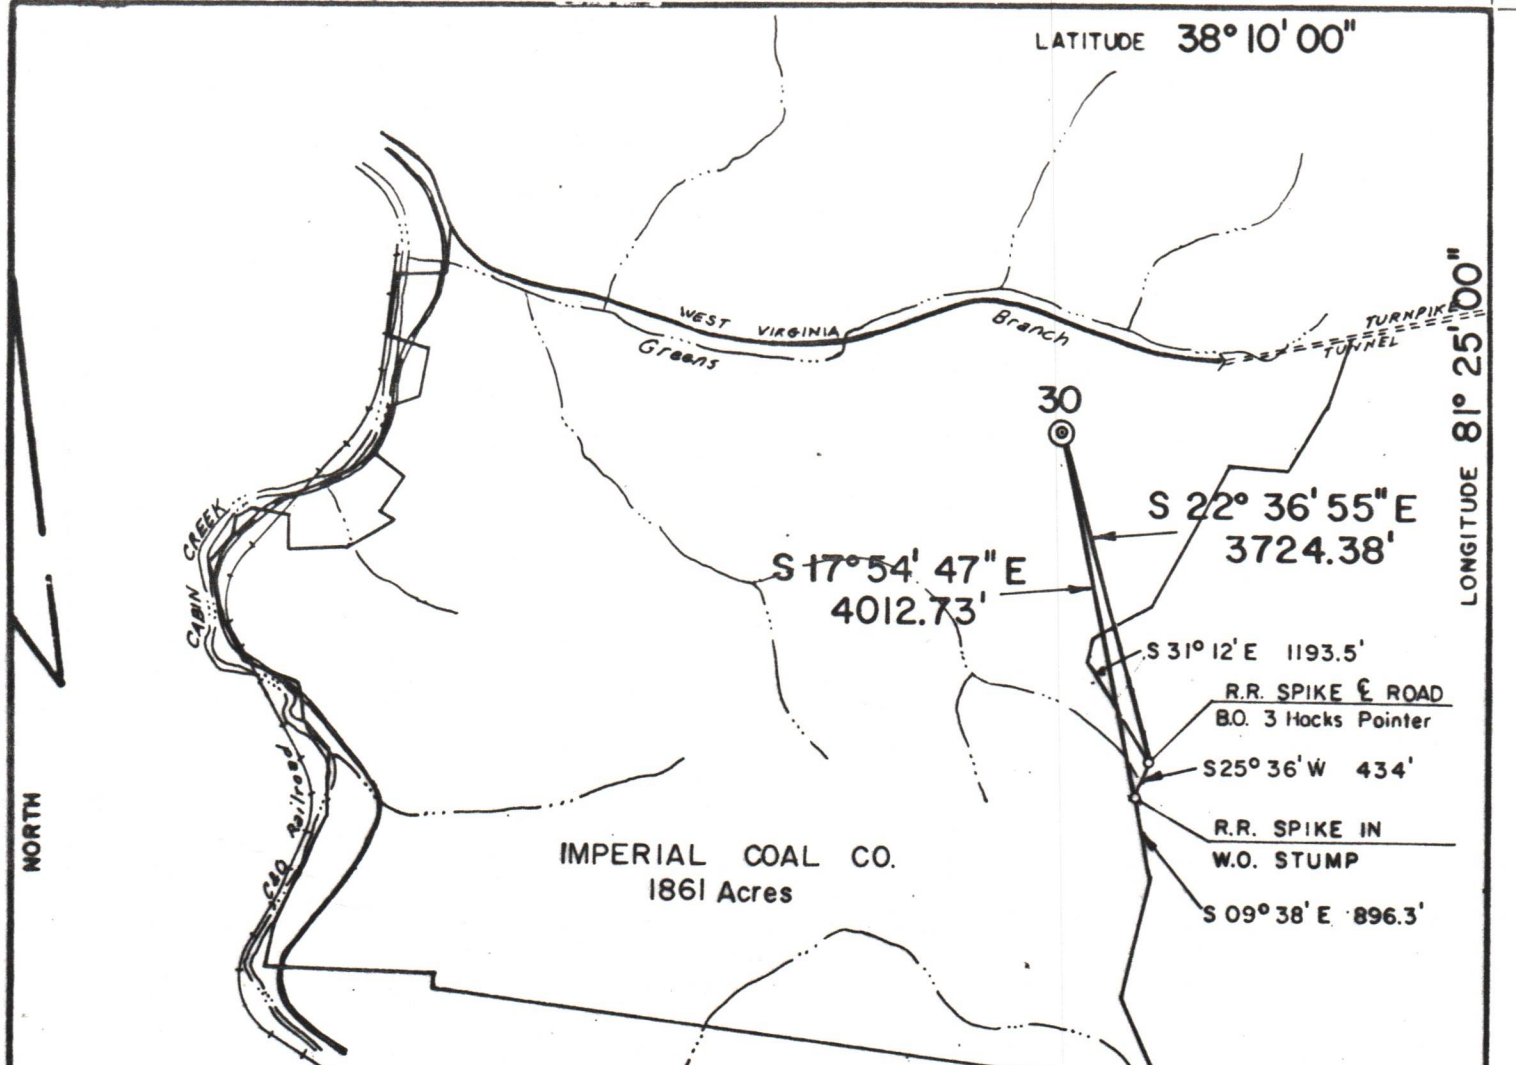 LATITUDE 38° 10' 00"
LONGITUDE 81° 25' 00"
TURNPIKE
TUNNEL
WEST VIRGINIA
Greens Branch
30
S 22° 36' 55" E
3724.38'
S 17° 54' 47" E
4012.73'
CABIN CREEK
S 31° 12' E 1193.5'
R.R. SPIKE ℄ ROAD
B.O. 3 Hacks Pointer
S 25° 36' W 434'
R.R. SPIKE IN
W.O. STUMP
S 09° 38' E 896.3'
C&O Railroad
NORTH
IMPERIAL COAL CO.
1861 Acres